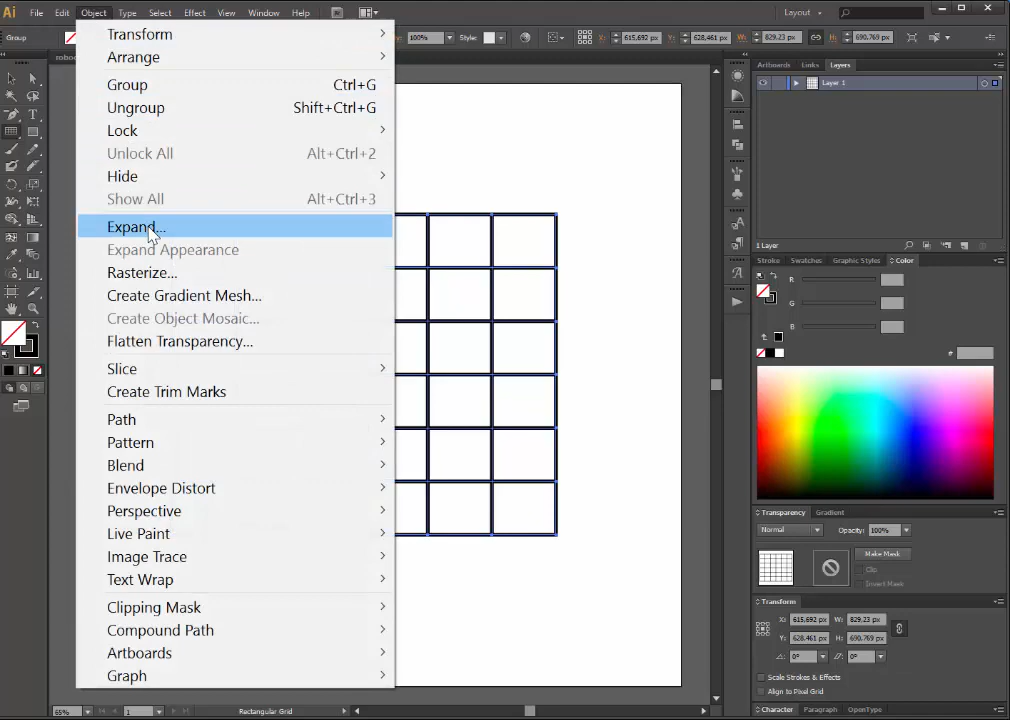 Ai File Edit Object Type Select Effect View Window Help Layout
Group 100% Style: X: 615,692 px Y: 628,461 px W: 829,23 px H: 690,769 px
roboc
Transform
Arrange
Group Ctrl+G
Ungroup Shift+Ctrl+G
Lock
Unlock All Alt+Ctrl+2
Hide
Show All Alt+Ctrl+3
Expand...
Expand Appearance
Rasterize...
Create Gradient Mesh...
Create Object Mosaic...
Flatten Transparency...
Slice
Create Trim Marks
Path
Pattern
Blend
Envelope Distort
Perspective
Live Paint
Image Trace
Text Wrap
Clipping Mask
Compound Path
Artboards
Graph
Artboards Links Layers
Layer 1
1 Layer
Stroke Swatches Graphic Styles Color
R
G
B
#
Transparency Gradient
Normal Opacity: 100%
Make Mask
Clip
Invert Mask
Transform
X: 615,692 px W: 829,23 px
Y: 628,461 px H: 690,769 px
0° 0°
Scale Strokes & Effects
Align to Pixel Grid
Character Paragraph OpenType
65% 1 Rectangular Grid